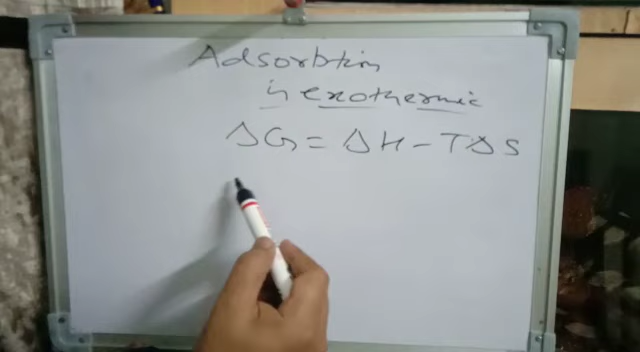 Adsorbtion
is exothermic
ΔG = ΔH - TΔS